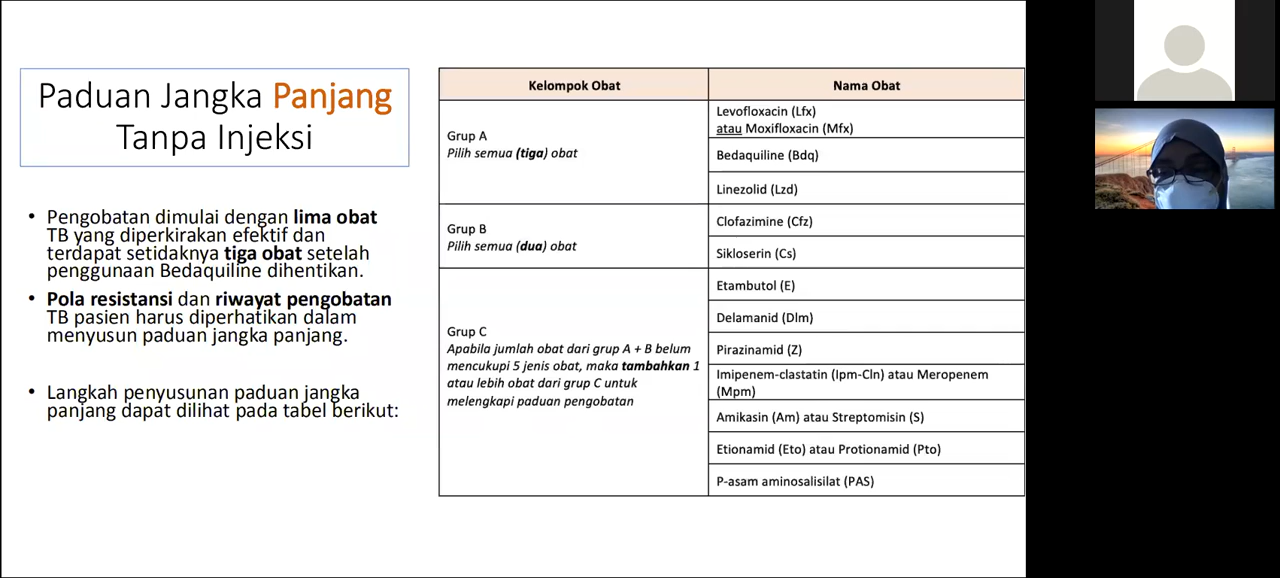 Paduan Jangka Panjang
Tanpa Injeksi
• Pengobatan dimulai dengan lima obat
TB yang diperkirakan efektif dan
terdapat setidaknya tiga obat setelah
penggunaan Bedaquiline dihentikan.
• Pola resistansi dan riwayat pengobatan
TB pasien harus diperhatikan dalam
menyusun paduan jangka panjang.
• Langkah penyusunan paduan jangka
panjang dapat dilihat pada tabel berikut:
Kelompok Obat
Nama Obat
Grup A
Pilih semua (tiga) obat
Levofloxacin (Lfx)
atau Moxifloxacin (Mfx)
Bedaquiline (Bdq)
Linezolid (Lzd)
Grup B
Pilih semua (dua) obat
Clofazimine (Cfz)
Sikloserin (Cs)
Grup C
Apabila jumlah obat dari grup A + B belum
mencukupi 5 jenis obat, maka tambahkan 1
atau lebih obat dari grup C untuk
melengkapi paduan pengobatan
Etambutol (E)
Delamanid (Dlm)
Pirazinamid (Z)
Imipenem-clastatin (Ipm-Cln) atau Meropenem
(Mpm)
Amikasin (Am) atau Streptomisin (S)
Etionamid (Eto) atau Protionamid (Pto)
P-asam aminosalisilat (PAS)